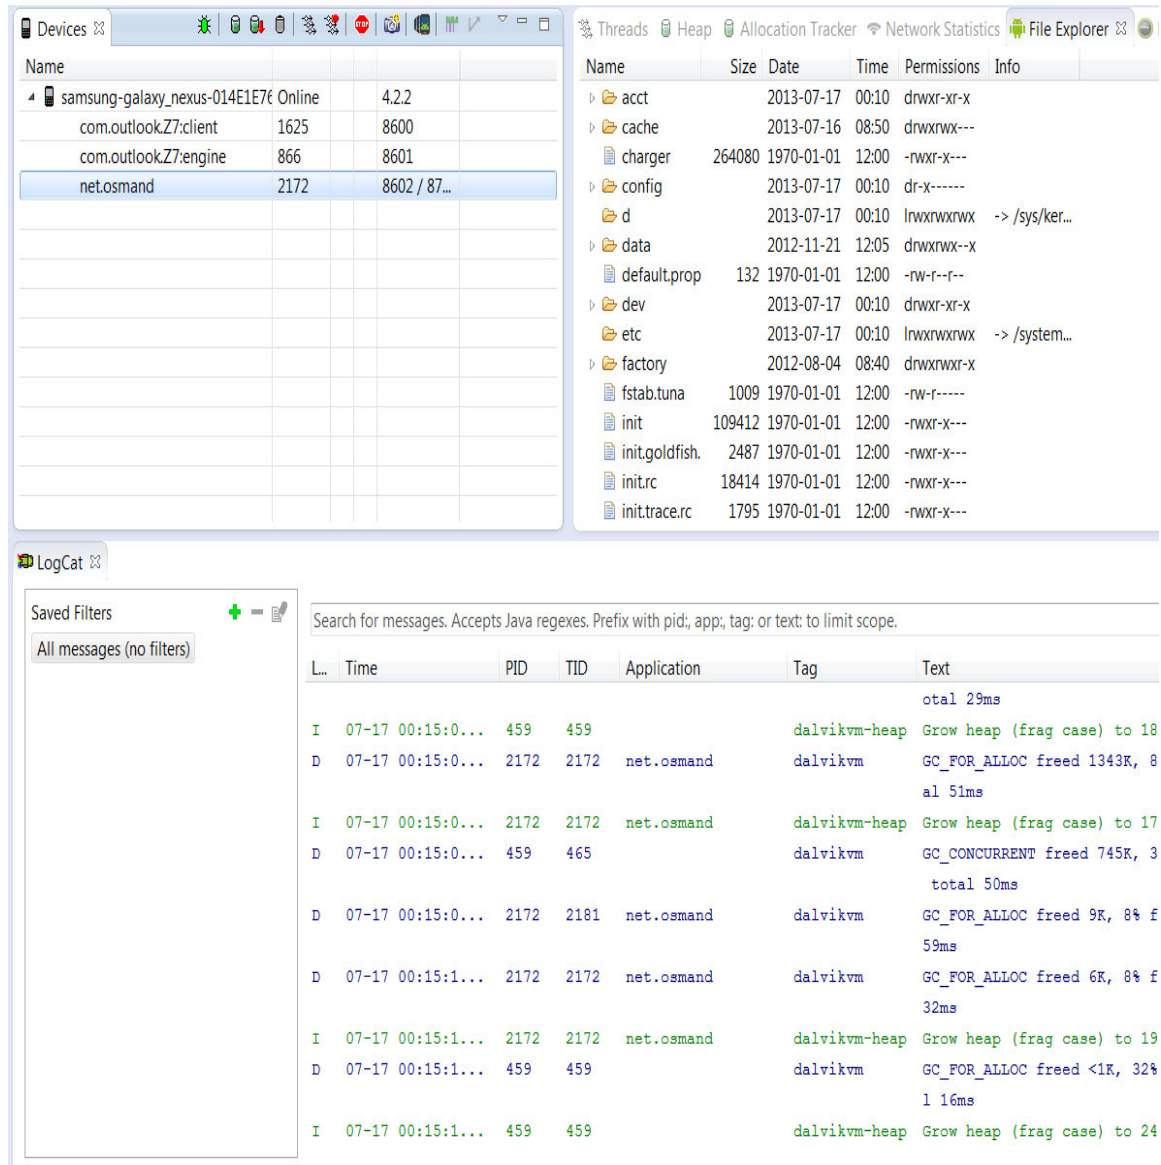 Devices
Name
samsung-galaxy_nexus-014E1E76 Online 4.2.2
com.outlook.Z7:client 1625 8600
com.outlook.Z7:engine 866 8601
net.osmand 2172 8602 / 87...
Threads Heap Allocation Tracker Network Statistics File Explorer
Name Size Date Time Permissions Info
acct 2013-07-17 00:10 drwxr-xr-x
cache 2013-07-16 08:50 drwxrwx---
charger 264080 1970-01-01 12:00 -rwxr-x---
config 2013-07-17 00:10 dr-x------
d 2013-07-17 00:10 lrwxrwxrwx -> /sys/ker...
data 2012-11-21 12:05 drwxrwx--x
default.prop 132 1970-01-01 12:00 -rw-r--r--
dev 2013-07-17 00:10 drwxr-xr-x
etc 2013-07-17 00:10 lrwxrwxrwx -> /system...
factory 2012-08-04 08:40 drwxrwxr-x
fstab.tuna 1009 1970-01-01 12:00 -rw-r-----
init 109412 1970-01-01 12:00 -rwxr-x---
init.goldfish. 2487 1970-01-01 12:00 -rwxr-x---
init.rc 18414 1970-01-01 12:00 -rwxr-x---
init.trace.rc 1795 1970-01-01 12:00 -rwxr-x---
LogCat
Saved Filters
All messages (no filters)
Search for messages. Accepts Java regexes. Prefix with pid:, app:, tag: or text: to limit scope.
L... Time PID TID Application Tag Text
otal 29ms
I 07-17 00:15:0... 459 459 dalvikvm-heap Grow heap (frag case) to 18
D 07-17 00:15:0... 2172 2172 net.osmand dalvikvm GC_FOR_ALLOC freed 1343K, 8
al 51ms
I 07-17 00:15:0... 2172 2172 net.osmand dalvikvm-heap Grow heap (frag case) to 17
D 07-17 00:15:0... 459 465 dalvikvm GC_CONCURRENT freed 745K, 3
total 50ms
D 07-17 00:15:0... 2172 2181 net.osmand dalvikvm GC_FOR_ALLOC freed 9K, 8% f
59ms
D 07-17 00:15:1... 2172 2172 net.osmand dalvikvm GC_FOR_ALLOC freed 6K, 8% f
32ms
I 07-17 00:15:1... 2172 2172 net.osmand dalvikvm-heap Grow heap (frag case) to 19
D 07-17 00:15:1... 459 459 dalvikvm GC_FOR_ALLOC freed <1K, 32%
l 16ms
I 07-17 00:15:1... 459 459 dalvikvm-heap Grow heap (frag case) to 24